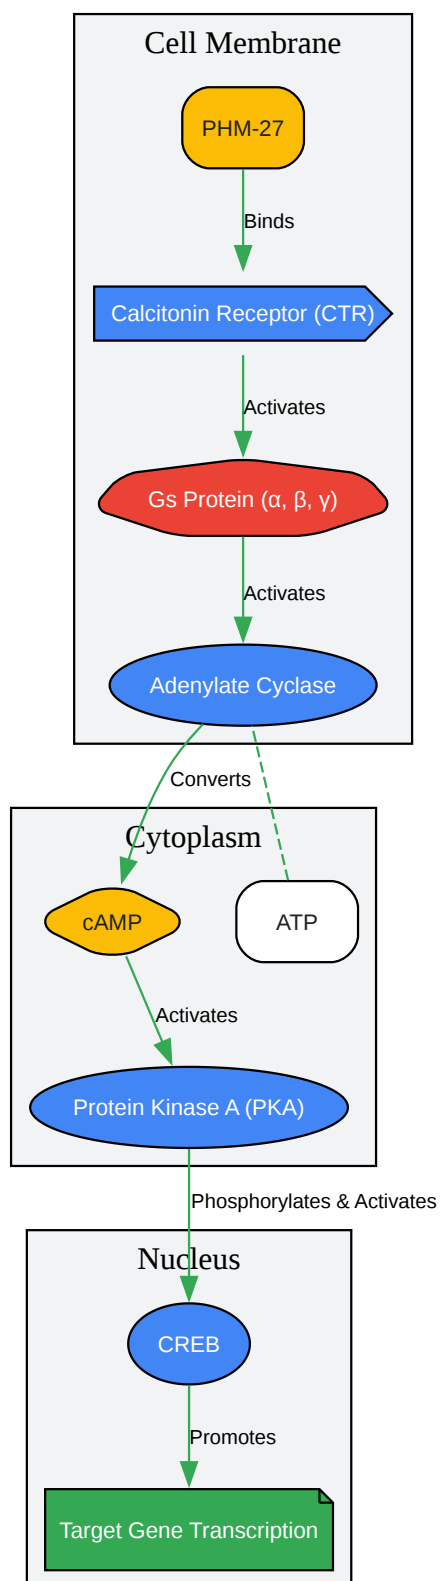 Cell Membrane
PHM-27
Binds
Calcitonin Receptor (CTR)
Activates
Gs Protein (α, β, γ)
Activates
Adenylate Cyclase
Converts
Cytoplasm
cAMP
ATP
Activates
Protein Kinase A (PKA)
Phosphorylates & Activates
Nucleus
CREB
Promotes
Target Gene Transcription